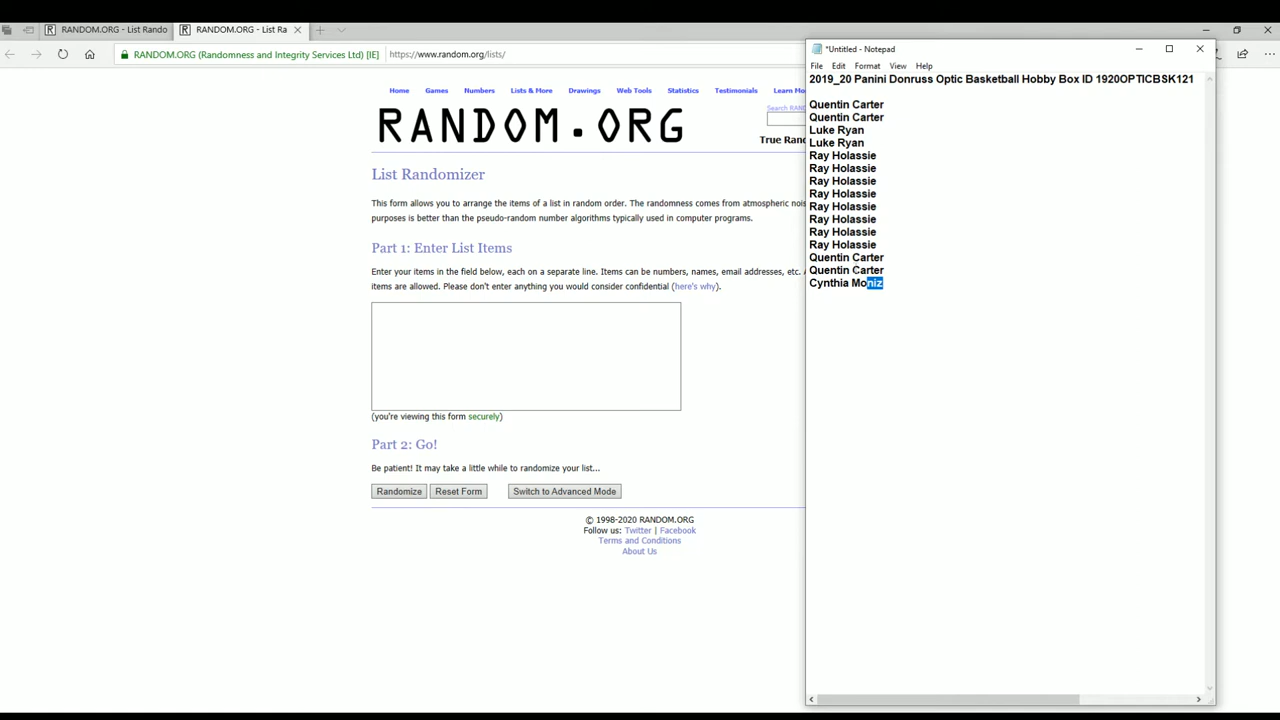 RANDOM.ORG - List Rando
RANDOM.ORG - List Ra
RANDOM.ORG (Randomness and Integrity Services Ltd) [IE]
https://www.random.org/lists/
Home Games Numbers Lists & More Drawings Web Tools Statistics Testimonials Learn Mo
Search RAN
RANDOM.ORG
True Ran
List Randomizer
This form allows you to arrange the items of a list in random order. The randomness comes from atmospheric noi
purposes is better than the pseudo-random number algorithms typically used in computer programs.
Part 1: Enter List Items
Enter your items in the field below, each on a separate line. Items can be numbers, names, email addresses, etc. A
items are allowed. Please don't enter anything you would consider confidential (here's why).
(you're viewing this form securely)
Part 2: Go!
Be patient! It may take a little while to randomize your list...
Randomize Reset Form Switch to Advanced Mode
© 1998-2020 RANDOM.ORG
Follow us: Twitter | Facebook
Terms and Conditions
About Us
*Untitled - Notepad
File Edit Format View Help
2019_20 Panini Donruss Optic Basketball Hobby Box ID 1920OPTICBSK121
Quentin Carter
Quentin Carter
Luke Ryan
Luke Ryan
Ray Holassie
Ray Holassie
Ray Holassie
Ray Holassie
Ray Holassie
Ray Holassie
Ray Holassie
Ray Holassie
Quentin Carter
Quentin Carter
Cynthia Moniz